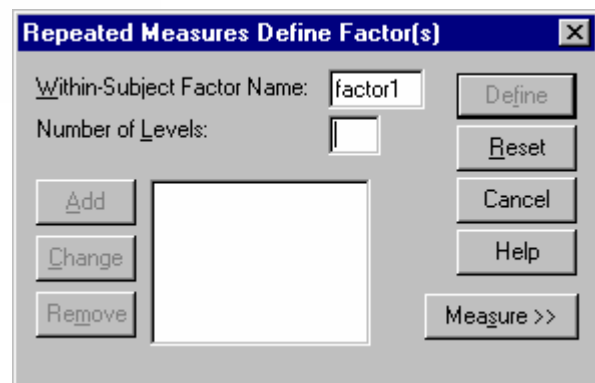 Repeated Measures Define Factor(s)
Within-Subject Factor Name: factor1
Define
Number of Levels:
Reset
Add
Cancel
Change
Help
Remove
Measure >>